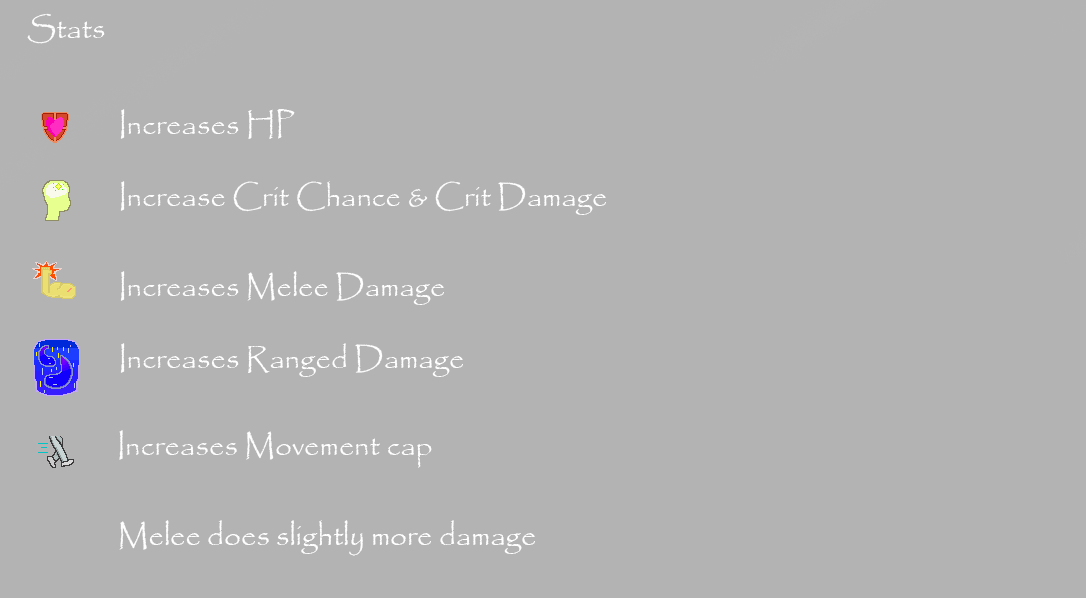 Stats
Increases HP
Increase Crit Chance & Crit Damage
Increases Melee Damage
Increases Ranged Damage
Increases Movement cap
Melee does slightly more damage